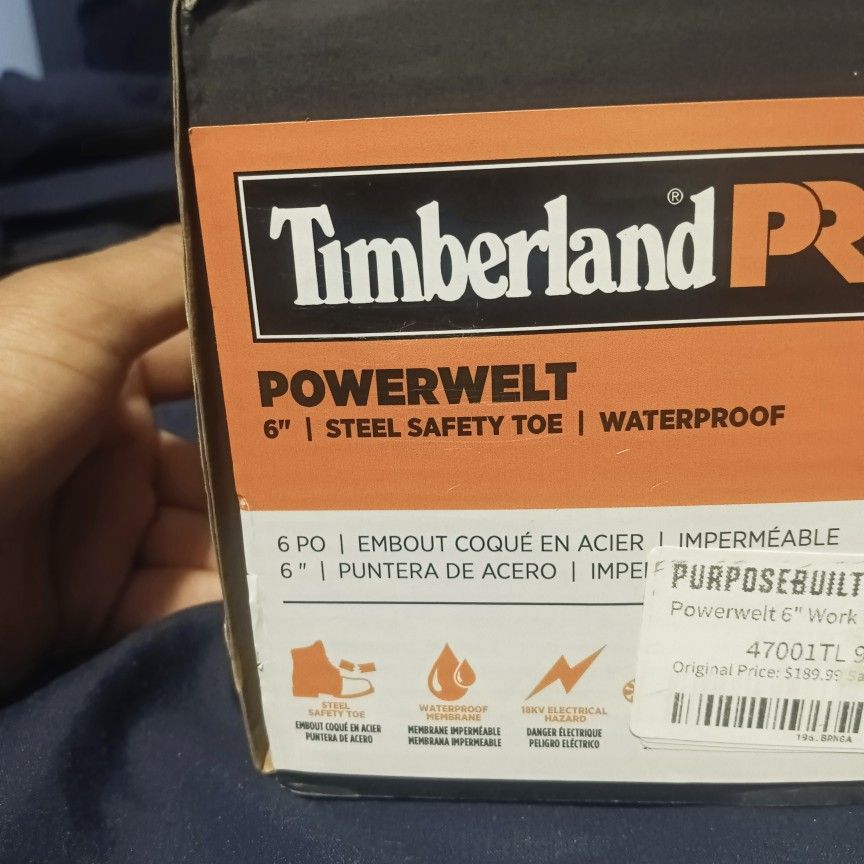 Timberland® PR
POWERWELT
6" | STEEL SAFETY TOE | WATERPROOF
6 PO | EMBOUT COQUÉ EN ACIER | IMPERMÉABLE
6" | PUNTERA DE ACERO |
PURPOSEBUILT
Powerwelt 6" Work
47001TL 9
Original Price: $189.99 Sa
STEEL
SAFETY TOE
EMBOUT COQUÉ EN ACIER
PUNTERA DE ACERO
WATERPROOF
MEMBRANE
MEMBRANE IMPERMÉABLE
MEMBRANA IMPERMEABLE
18KV ELECTRICAL
HAZARD
DANGER ÉLECTRIQUE
PELIGRO ELÉCTRICO